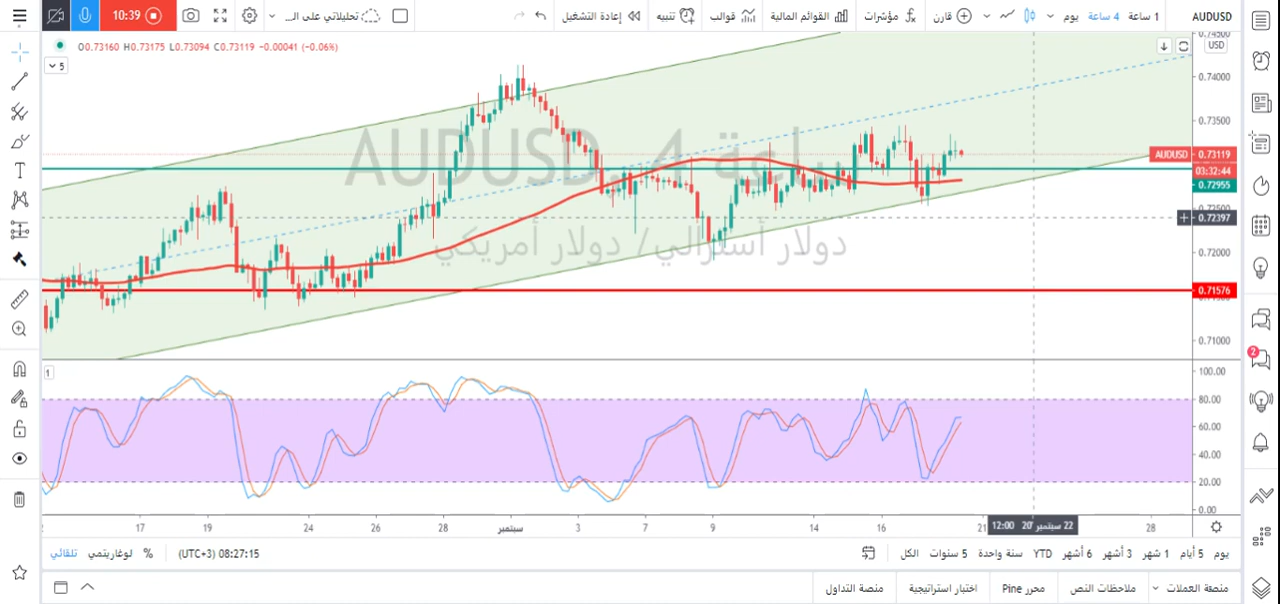 10:39 تحليلاتي على الـ... إعادة التشغيل تنبيه قوالب القوائم المالية مؤشرات قارن يوم 4 ساعة 1 ساعة AUDUSD
O0.73160 H0.73175 L0.73094 C0.73119 −0.00041 (−0.06%)
USD
5
0.74000
0.73500
AUDUSD, 4 ساعة
AUDUSD 0.73119
03:32:44
0.72955
0.72397
دولار أسترالي/ دولار أمريكي
0.72000
0.71576
0.71000
1
100.00
80.00
60.00
40.00
20.00
0.00
2
17 19 24 26 28 سبتمبر 3 7 9 14 16 21 22 سبتمبر '20 12:00 28
تلقائي لوغاريتمي % (UTC+3) 08:27:15 الكل 5 سنوات سنة واحدة YTD 6 أشهر 3 أشهر 1 شهر 5 أيام يوم
منصة التداول اختبار استراتيجية محرر Pine ملاحظات النص منصّة العملات